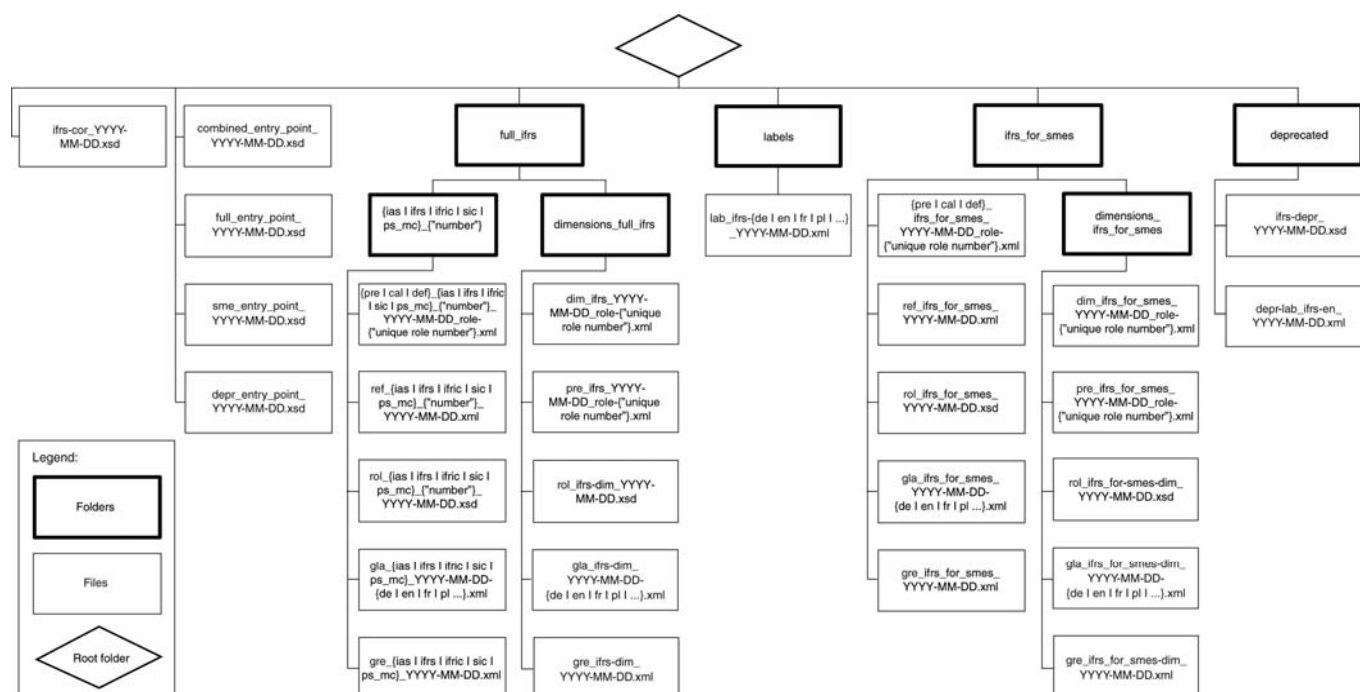 ifrs-cor_YYYY-
MM-DD.xsd
combined_entry_point_
YYYY-MM-DD.xsd
full_entry_point_
YYYY-MM-DD.xsd
sme_entry_point_
YYYY-MM-DD.xsd
depr_entry_point_
YYYY-MM-DD.xsd
full_ifrs
{ias I ifrs I ifric I sic I
ps_mc}_{"number"}
{pre I cal I def}_{ias I ifrs I ifric
I sic I ps_mc}_{"number"}_
YYYY-MM-DD_role-
{"unique role number"}.xml
ref_{ias I ifrs I ifric I sic I
ps_mc}_{"number"}_
YYYY-MM-DD.xml
rol_{ias I ifrs I ifric I sic I
ps_mc}_{"number"}_
YYYY-MM-DD.xsd
gla_{ias I ifrs I ifric I sic I
ps_mc}_YYYY-MM-DD-
{de I en I fr I pl ...}.xml
gre_{ias I ifrs I ifric I sic I
ps_mc}_YYYY-MM-DD.xml
dimensions_full_ifrs
dim_ifrs_YYYY-
MM-DD_role-{"unique
role number"}.xml
pre_ifrs_YYYY-
MM-DD_role-{"unique
role number"}.xml
rol_ifrs-dim_YYYY-
MM-DD.xsd
gla_ifrs-dim_
YYYY-MM-DD-
{de I en I fr I pl I ...}.xml
gre_ifrs-dim_
YYYY-MM-DD.xml
labels
lab_ifrs-{de I en I fr I pl I ...}
_YYYY-MM-DD.xml
ifrs_for_smes
{pre I cal I def}_
ifrs_for_smes_
YYYY-MM-DD_role-
{"unique role number"}.xml
ref_ifrs_for_smes_
YYYY-MM-DD.xml
rol_ifrs_for_smes_
YYYY-MM-DD.xsd
gla_ifrs_for_smes_
YYYY-MM-DD-
{de I en I fr I pl ...}.xml
gre_ifrs_for_smes_
YYYY-MM-DD.xml
dimensions_
ifrs_for_smes
dim_ifrs_for_smes_
YYYY-MM-DD_role-
{"unique role number"}.xml
pre_ifrs_for_smes_
YYYY-MM-DD_role-
{"unique role number"}.xml
rol_ifrs_for-smes-dim_
YYYY-MM-DD.xsd
gla_ifrs_for_smes-dim_
YYYY-MM-DD-
{de I en I fr I pl I ...}.xml
gre_ifrs_for_smes-dim_
YYYY-MM-DD.xml
deprecated
ifrs-depr_
YYYY-MM-DD.xsd
depr-lab_ifrs-en_
YYYY-MM-DD.xml
Legend:
Folders
Files
Root folder